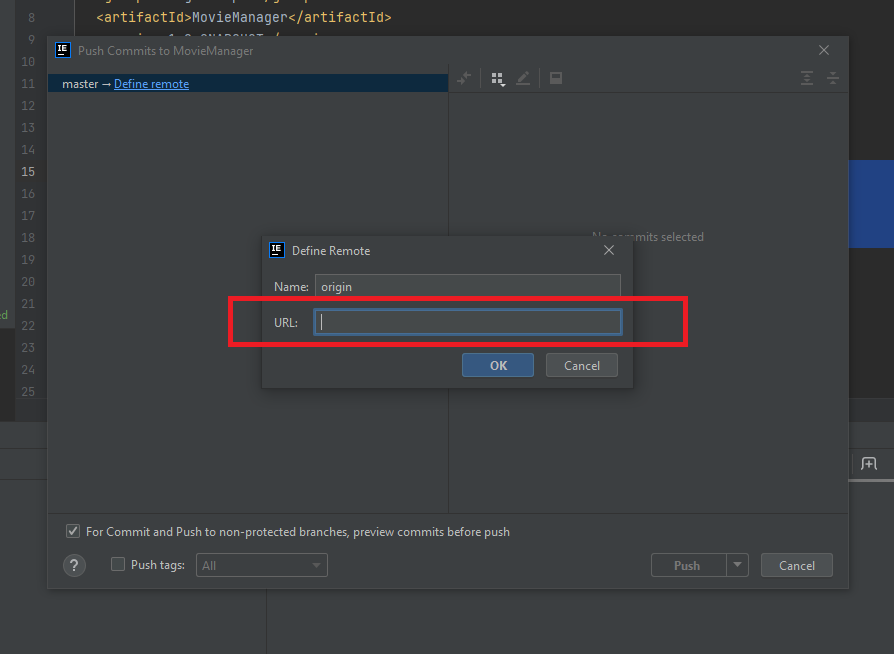 8 <artifactId>MovieManager</artifactId>
9
IE Push Commits to MovieManager
10
11 master → Define remote
12
13
14
15
16
17
18 No commits selected
IE Define Remote
19
20 Name: origin
21
22 URL:
23
24 OK Cancel
25
For Commit and Push to non-protected branches, preview commits before push
? Push tags: All Push Cancel